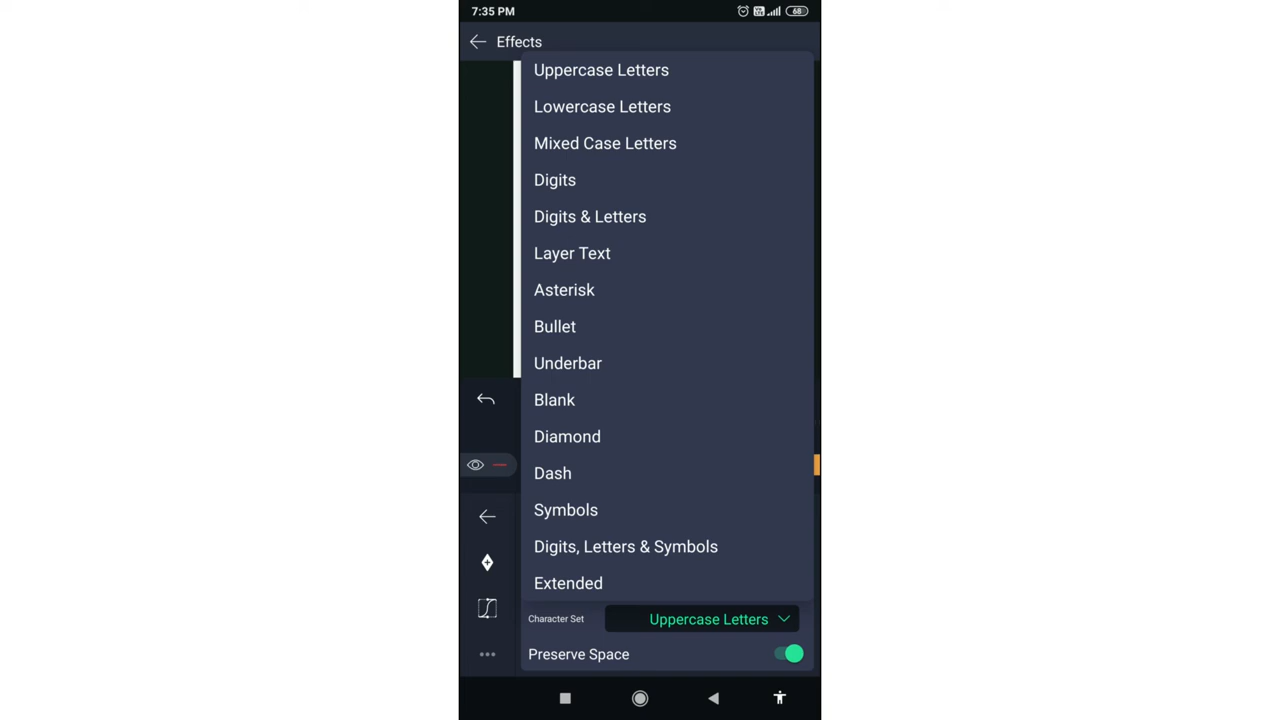 7:35 PM
68
Effects
Uppercase Letters
Lowercase Letters
Mixed Case Letters
Digits
Digits & Letters
Layer Text
Asterisk
Bullet
Underbar
Blank
Diamond
Dash
Symbols
Digits, Letters & Symbols
Extended
Character Set
Uppercase Letters
Preserve Space